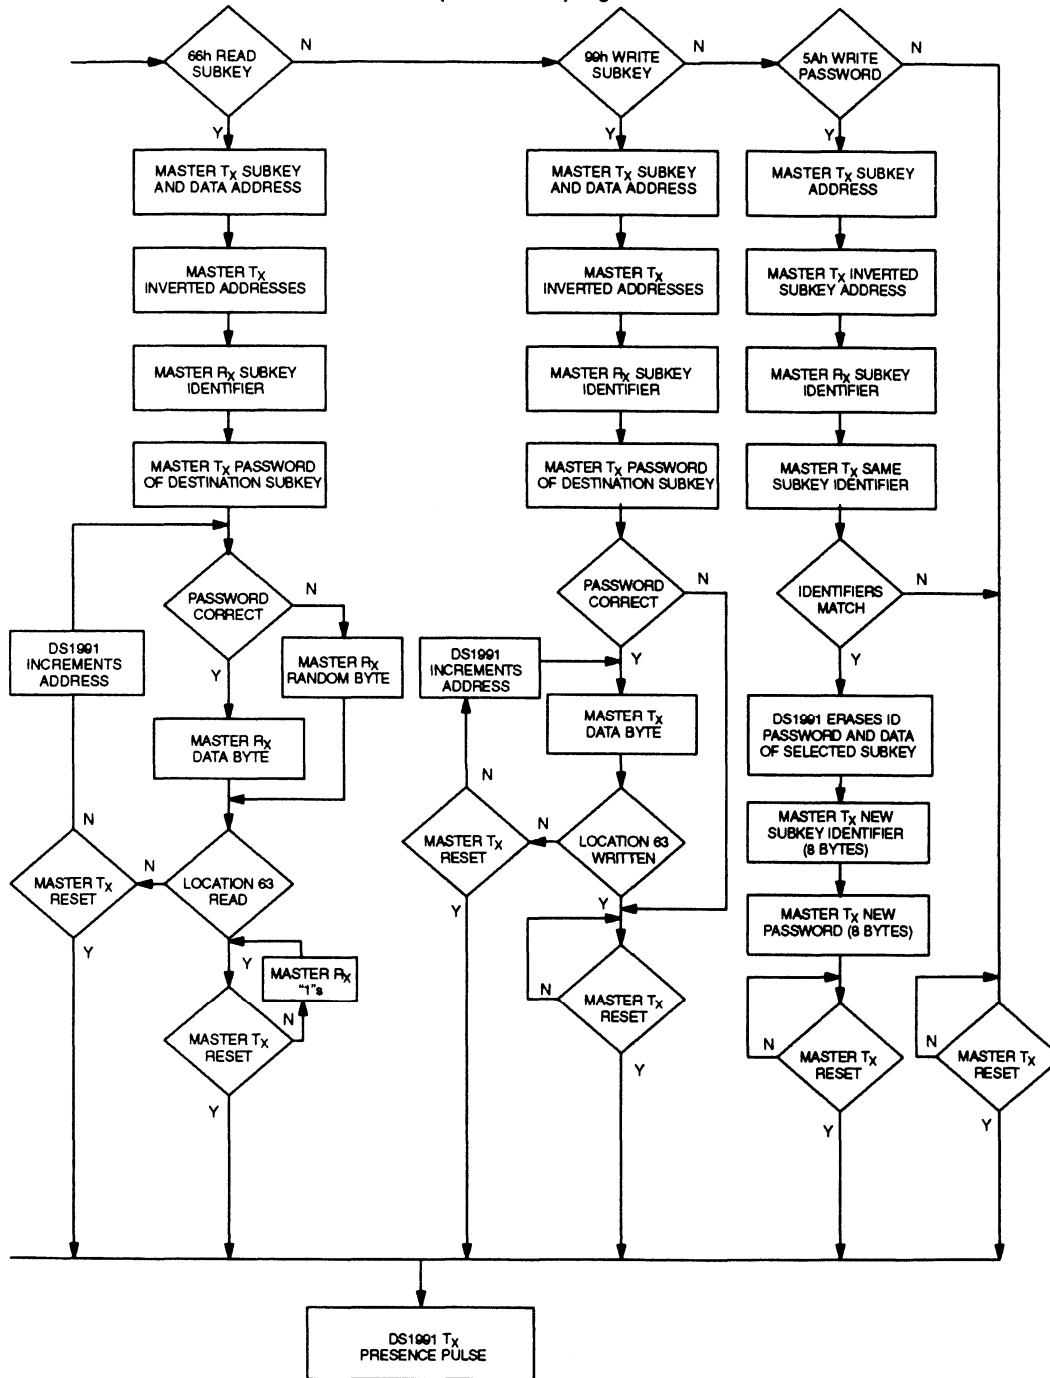 66h READ
SUBKEY
N
99h WRITE
SUBKEY
N
5Ah WRITE
PASSWORD
N
Y
Y
Y
MASTER TX SUBKEY
AND DATA ADDRESS
MASTER TX SUBKEY
AND DATA ADDRESS
MASTER TX SUBKEY
ADDRESS
MASTER TX
INVERTED ADDRESSES
MASTER TX
INVERTED ADDRESSES
MASTER TX INVERTED
SUBKEY ADDRESS
MASTER RX SUBKEY
IDENTIFIER
MASTER RX SUBKEY
IDENTIFIER
MASTER RX SUBKEY
IDENTIFIER
MASTER TX PASSWORD
OF DESTINATION SUBKEY
MASTER TX PASSWORD
OF DESTINATION SUBKEY
MASTER TX SAME
SUBKEY IDENTIFIER
PASSWORD
CORRECT
N
Y
PASSWORD
CORRECT
N
Y
IDENTIFIERS
MATCH
N
Y
DS1991
INCREMENTS
ADDRESS
MASTER RX
RANDOM BYTE
DS1991
INCREMENTS
ADDRESS
MASTER RX
DATA BYTE
MASTER TX
DATA BYTE
DS1991 ERASES ID
PASSWORD AND DATA
OF SELECTED SUBKEY
N
N
MASTER TX NEW
SUBKEY IDENTIFIER
(8 BYTES)
MASTER TX
RESET
N
LOCATION 63
READ
MASTER TX
RESET
N
LOCATION 63
WRITTEN
Y
Y
Y
Y
MASTER TX NEW
PASSWORD (8 BYTES)
MASTER RX
"1"s
MASTER TX
RESET
N
Y
MASTER TX
RESET
N
Y
MASTER TX
RESET
N
Y
MASTER TX
RESET
N
Y
DS1991 TX
PRESENCE PULSE